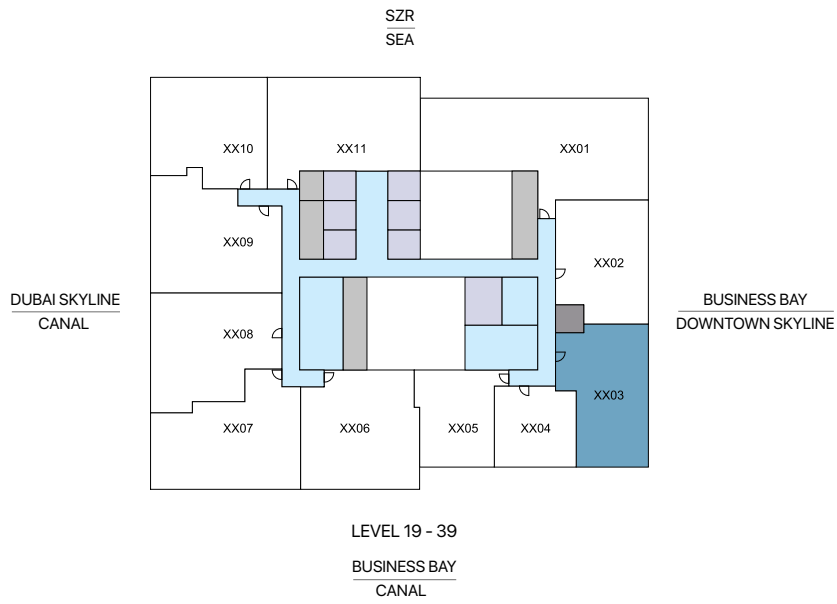 SZR
SEA
XX10
XX11
XX01
XX09
XX02
DUBAI SKYLINE
CANAL
BUSINESS BAY
DOWNTOWN SKYLINE
XX08
XX03
XX07
XX06
XX05
XX04
LEVEL 19 - 39
BUSINESS BAY
CANAL